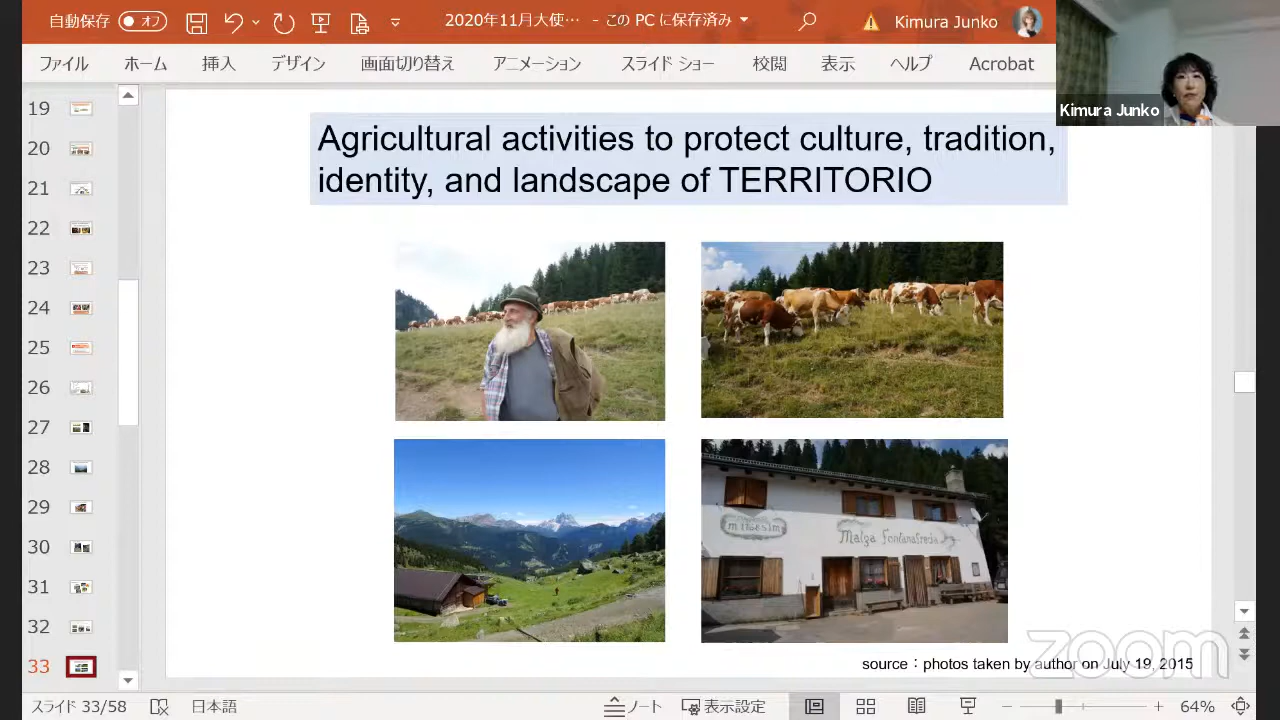 自動保存 オフ 2020年11月大使… - この PC に保存済み Kimura Junko
ファイル ホーム 挿入 デザイン 画面切り替え アニメーション スライド ショー 校閲 表示 ヘルプ Acrobat
Kimura Junko
19
20
21
22
23
24
25
26
27
28
29
30
31
32
33
Agricultural activities to protect culture, tradition,
identity, and landscape of TERRITORIO
Malga Fontanafreda
source：photos taken by author on July 19, 2015
zoom
スライド 33/58 日本語 ノート 表示設定 64%